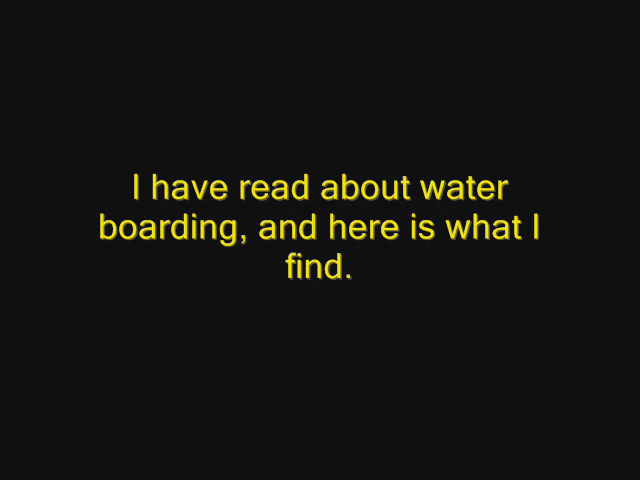 I have read about water
boarding, and here is what I
find.